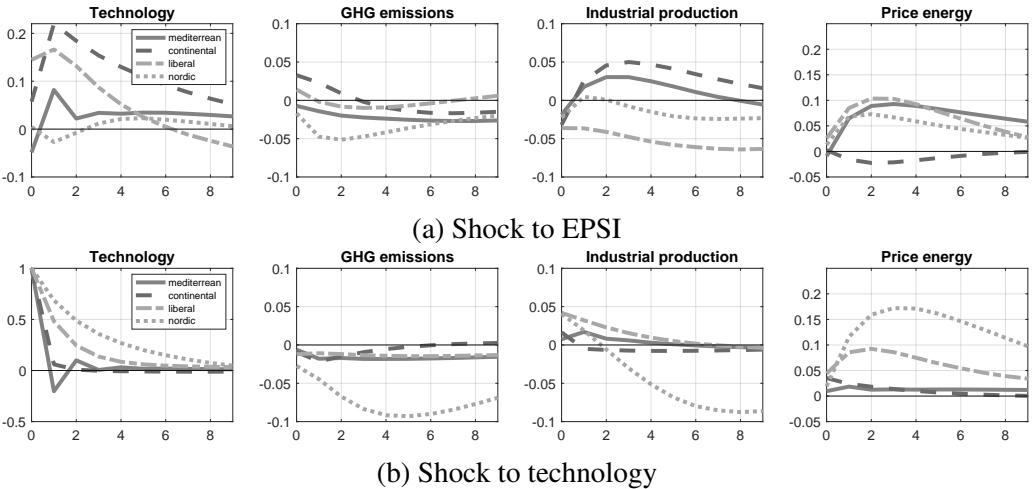 Technology GHG emissions Industrial production Price energy
0.2 0.1 0 -0.1
mediterrean
continental
liberal
nordic
0 2 4 6 8
0.1 0.05 0 -0.05 -0.1
0 2 4 6 8
0.1 0.05 0 -0.05 -0.1
0 2 4 6 8
0.2 0.15 0.1 0.05 0 -0.05
0 2 4 6 8
(a) Shock to EPSI
Technology GHG emissions Industrial production Price energy
1 0.5 0 -0.5
mediterrean
continental
liberal
nordic
0 2 4 6 8
0.1 0.05 0 -0.05 -0.1
0 2 4 6 8
0.1 0.05 0 -0.05 -0.1
0 2 4 6 8
0.2 0.15 0.1 0.05 0 -0.05
0 2 4 6 8
(b) Shock to technology